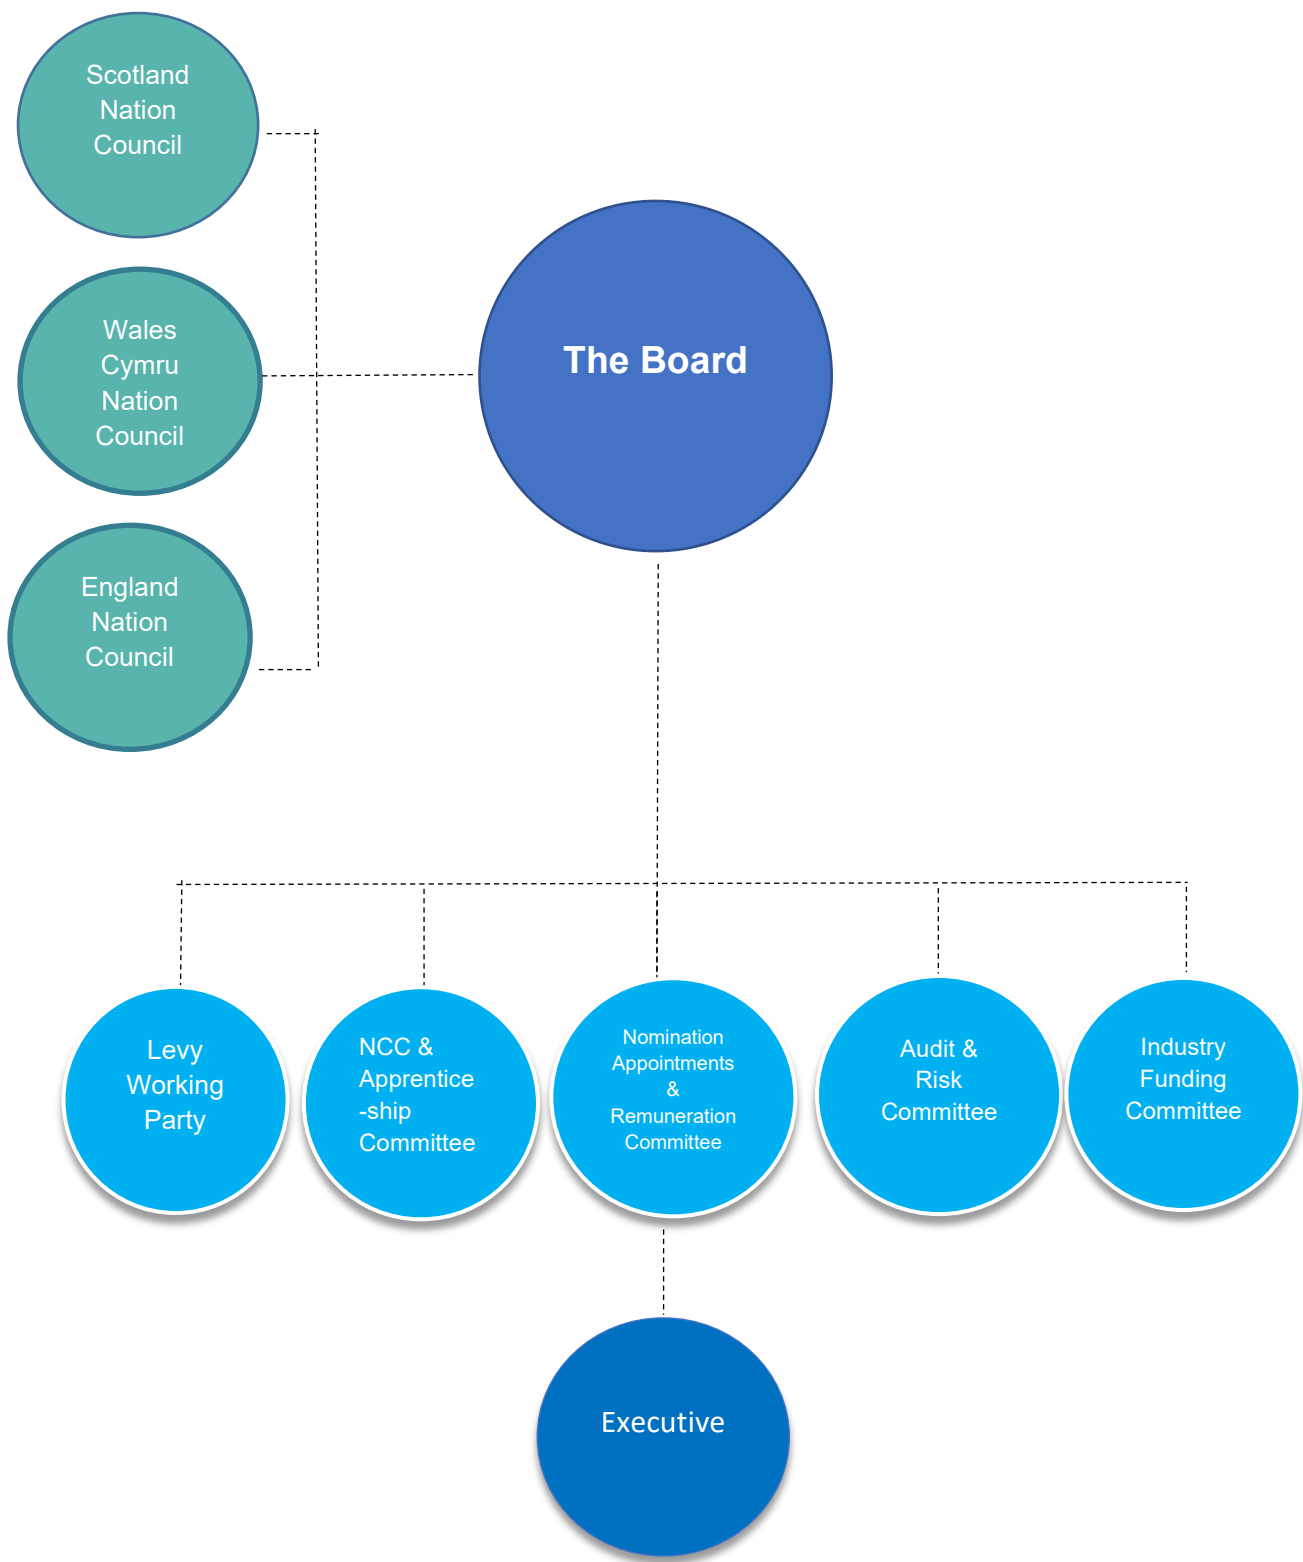 Scotland
Nation
Council
Wales
Cymru
Nation
Council
England
Nation
Council
The Board
Levy
Working
Party
NCC &
Apprentice
-ship
Committee
Nomination
Appointments
&
Remuneration
Committee
Audit &
Risk
Committee
Industry
Funding
Committee
Executive